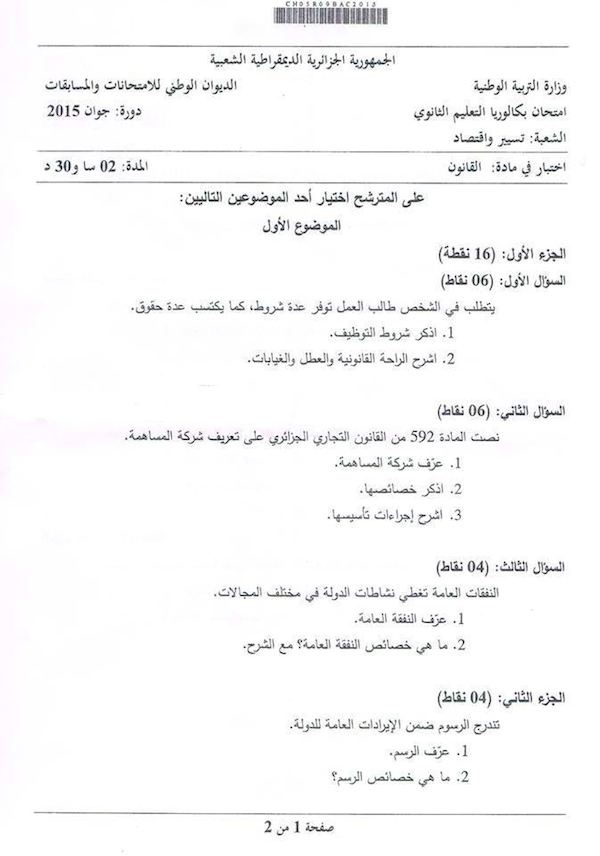 CH05R09BAC2015
الجمهورية الجزائرية الديمقراطية الشعبية
وزارة التربية الوطنية الديوان الوطني للامتحانات والمسابقات
امتحان بكالوريا التعليم الثانوي دورة: جوان 2015
الشعبة: تسيير واقتصاد
اختبار في مادة: القانون المدة: 02 سا و30 د
على المترشح اختيار أحد الموضوعين التاليين:
الموضوع الأول
الجزء الأول: (16 نقطة)
السؤال الأول: (06 نقاط)
يتطلب في الشخص طالب العمل توفر عدة شروط، كما يكتسب عدة حقوق.
1. اذكر شروط التوظيف.
2. اشرح الراحة القانونية والعطل والغيابات.
السؤال الثاني: (06 نقاط)
نصت المادة 592 من القانون التجاري الجزائري على تعريف شركة المساهمة.
1. عرّف شركة المساهمة.
2. اذكر خصائصها.
3. اشرح إجراءات تأسيسها.
السؤال الثالث: (04 نقاط)
النفقات العامة تغطي نشاطات الدولة في مختلف المجالات.
1. عرّف النفقة العامة.
2. ما هي خصائص النفقة العامة؟ مع الشرح.
الجزء الثاني: (04 نقاط)
تندرج الرسوم ضمن الإيرادات العامة للدولة.
1. عرّف الرسم.
2. ما هي خصائص الرسم؟
صفحة 1 من 2